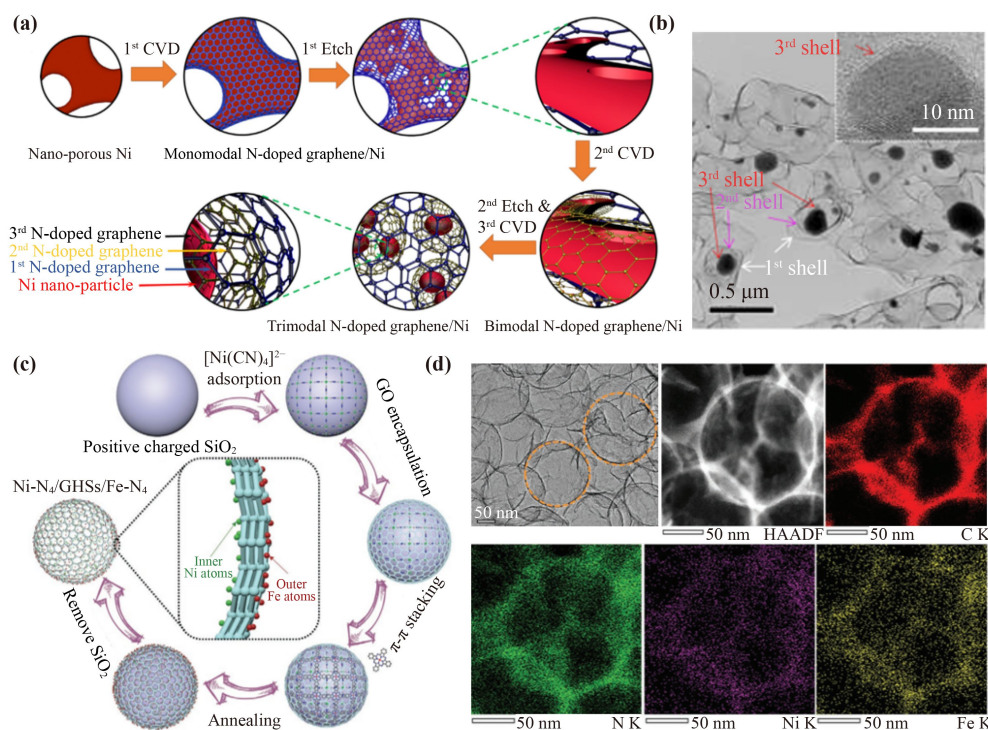 (a)
1st CVD
1st Etch
Nano-porous Ni
Monomodal N-doped graphene/Ni
2nd CVD
2nd Etch &
3rd CVD
3rd N-doped graphene
2nd N-doped graphene
1st N-doped graphene
Ni nano-particle
Trimodal N-doped graphene/Ni
Bimodal N-doped graphene/Ni
(b)
3rd shell
10 nm
3rd shell
2nd shell
1st shell
0.5 μm
(c)
[Ni(CN)4]2−
adsorption
Positive charged SiO2
GO encapsulation
Ni-N4/GHSs/Fe-N4
Inner
Ni atoms
Outer
Fe atoms
π-π stacking
Remove SiO2
Annealing
(d)
50 nm
50 nm
HAADF
50 nm
C K
50 nm
N K
50 nm
Ni K
50 nm
Fe K